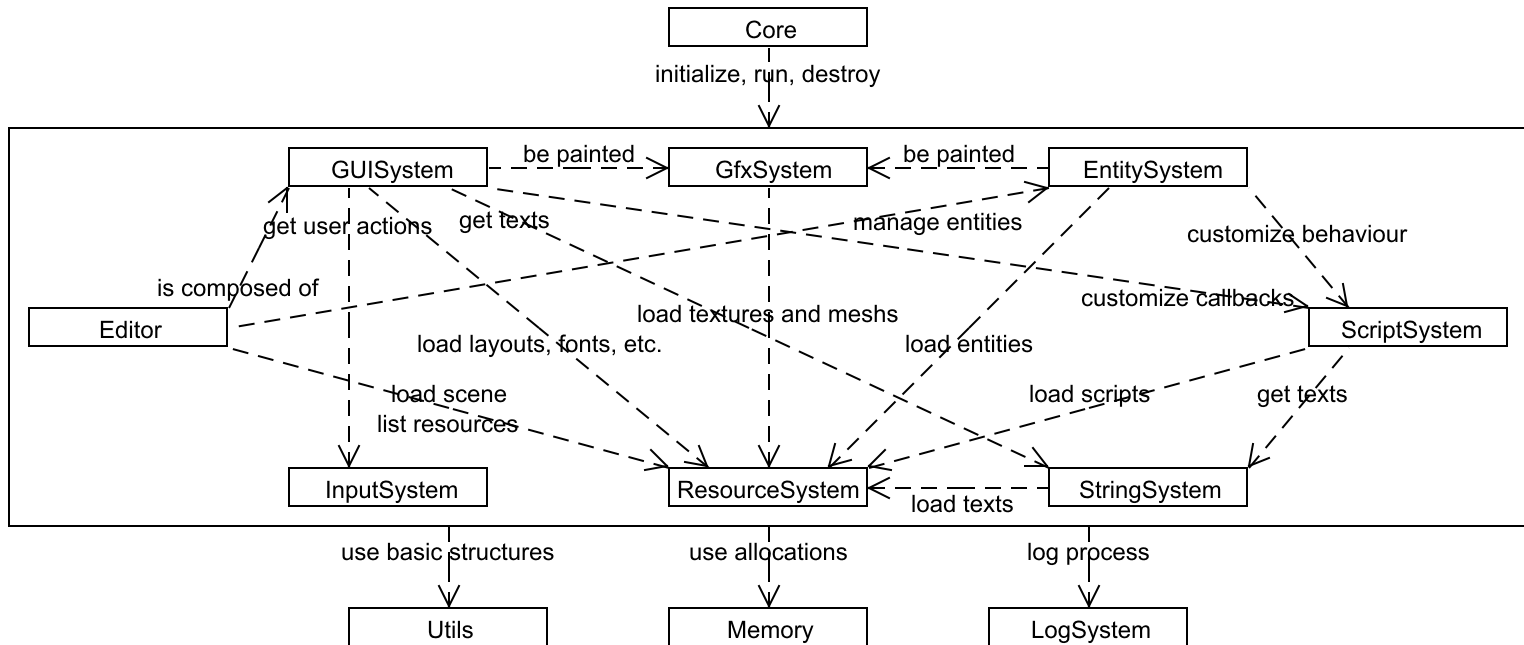 Core
initialize, run, destroy
be painted
be painted
GUISystem
GfxSystem
EntitySystem
get user actions
get texts
manage entities
customize behaviour
is composed of
customize callbacks
load textures and meshs
Editor
ScriptSystem
load layouts, fonts, etc.
load entities
load scene
load scripts
get texts
list resources
InputSystem
ResourceSystem
StringSystem
load texts
use basic structures
use allocations
log process
Utils
Memory
LogSystem